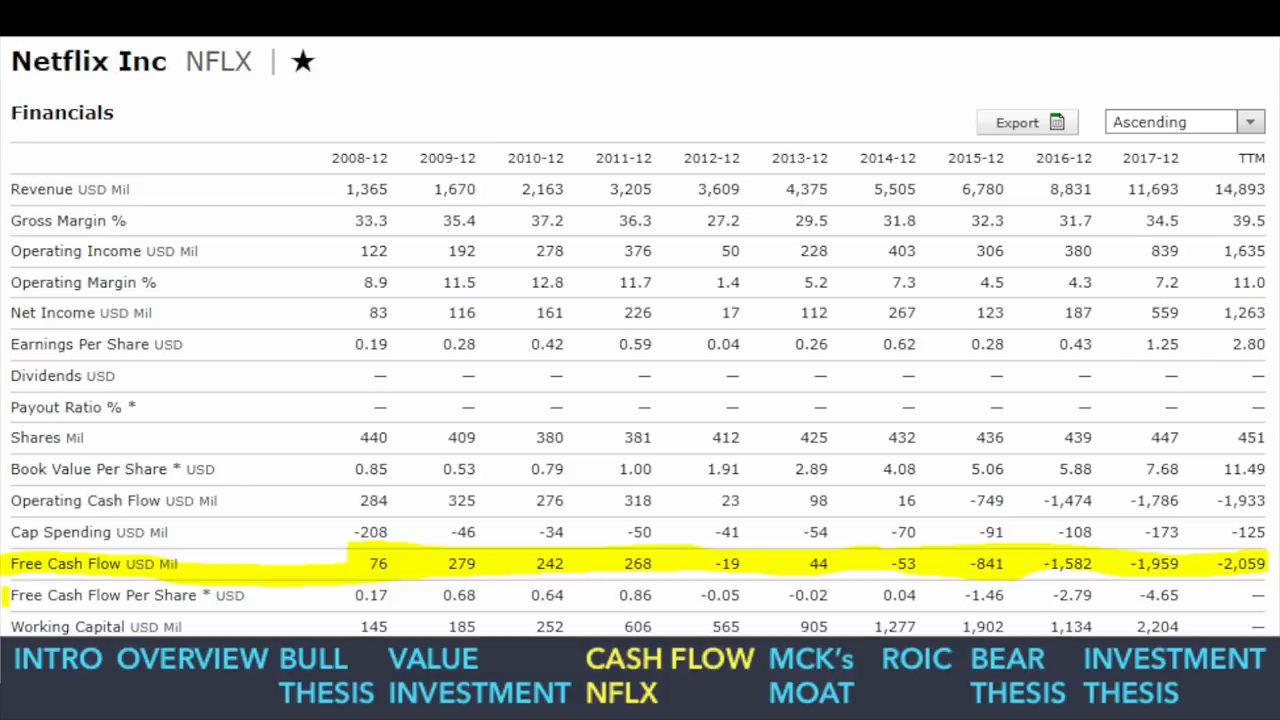 Netflix Inc NFLX | ★
Financials
Export Ascending
2008-12 2009-12 2010-12 2011-12 2012-12 2013-12 2014-12 2015-12 2016-12 2017-12 TTM
Revenue USD Mil 1,365 1,670 2,163 3,205 3,609 4,375 5,505 6,780 8,831 11,693 14,893
Gross Margin % 33.3 35.4 37.2 36.3 27.2 29.5 31.8 32.3 31.7 34.5 39.5
Operating Income USD Mil 122 192 278 376 50 228 403 306 380 839 1,635
Operating Margin % 8.9 11.5 12.8 11.7 1.4 5.2 7.3 4.5 4.3 7.2 11.0
Net Income USD Mil 83 116 161 226 17 112 267 123 187 559 1,263
Earnings Per Share USD 0.19 0.28 0.42 0.59 0.04 0.26 0.62 0.28 0.43 1.25 2.80
Dividends USD — — — — — — — — — — —
Payout Ratio % * — — — — — — — — — — —
Shares Mil 440 409 380 381 412 425 432 436 439 447 451
Book Value Per Share * USD 0.85 0.53 0.79 1.00 1.91 2.89 4.08 5.06 5.88 7.68 11.49
Operating Cash Flow USD Mil 284 325 276 318 23 98 16 -749 -1,474 -1,786 -1,933
Cap Spending USD Mil -208 -46 -34 -50 -41 -54 -70 -91 -108 -173 -125
Free Cash Flow USD Mil 76 279 242 268 -19 44 -53 -841 -1,582 -1,959 -2,059
Free Cash Flow Per Share * USD 0.17 0.68 0.64 0.86 -0.05 -0.02 0.04 -1.46 -2.79 -4.65 —
Working Capital USD Mil 145 185 252 606 565 905 1,277 1,902 1,134 2,204 —
INTRO OVERVIEW BULL VALUE CASH FLOW MCK's ROIC BEAR INVESTMENT
THESIS INVESTMENT NFLX MOAT THESIS THESIS